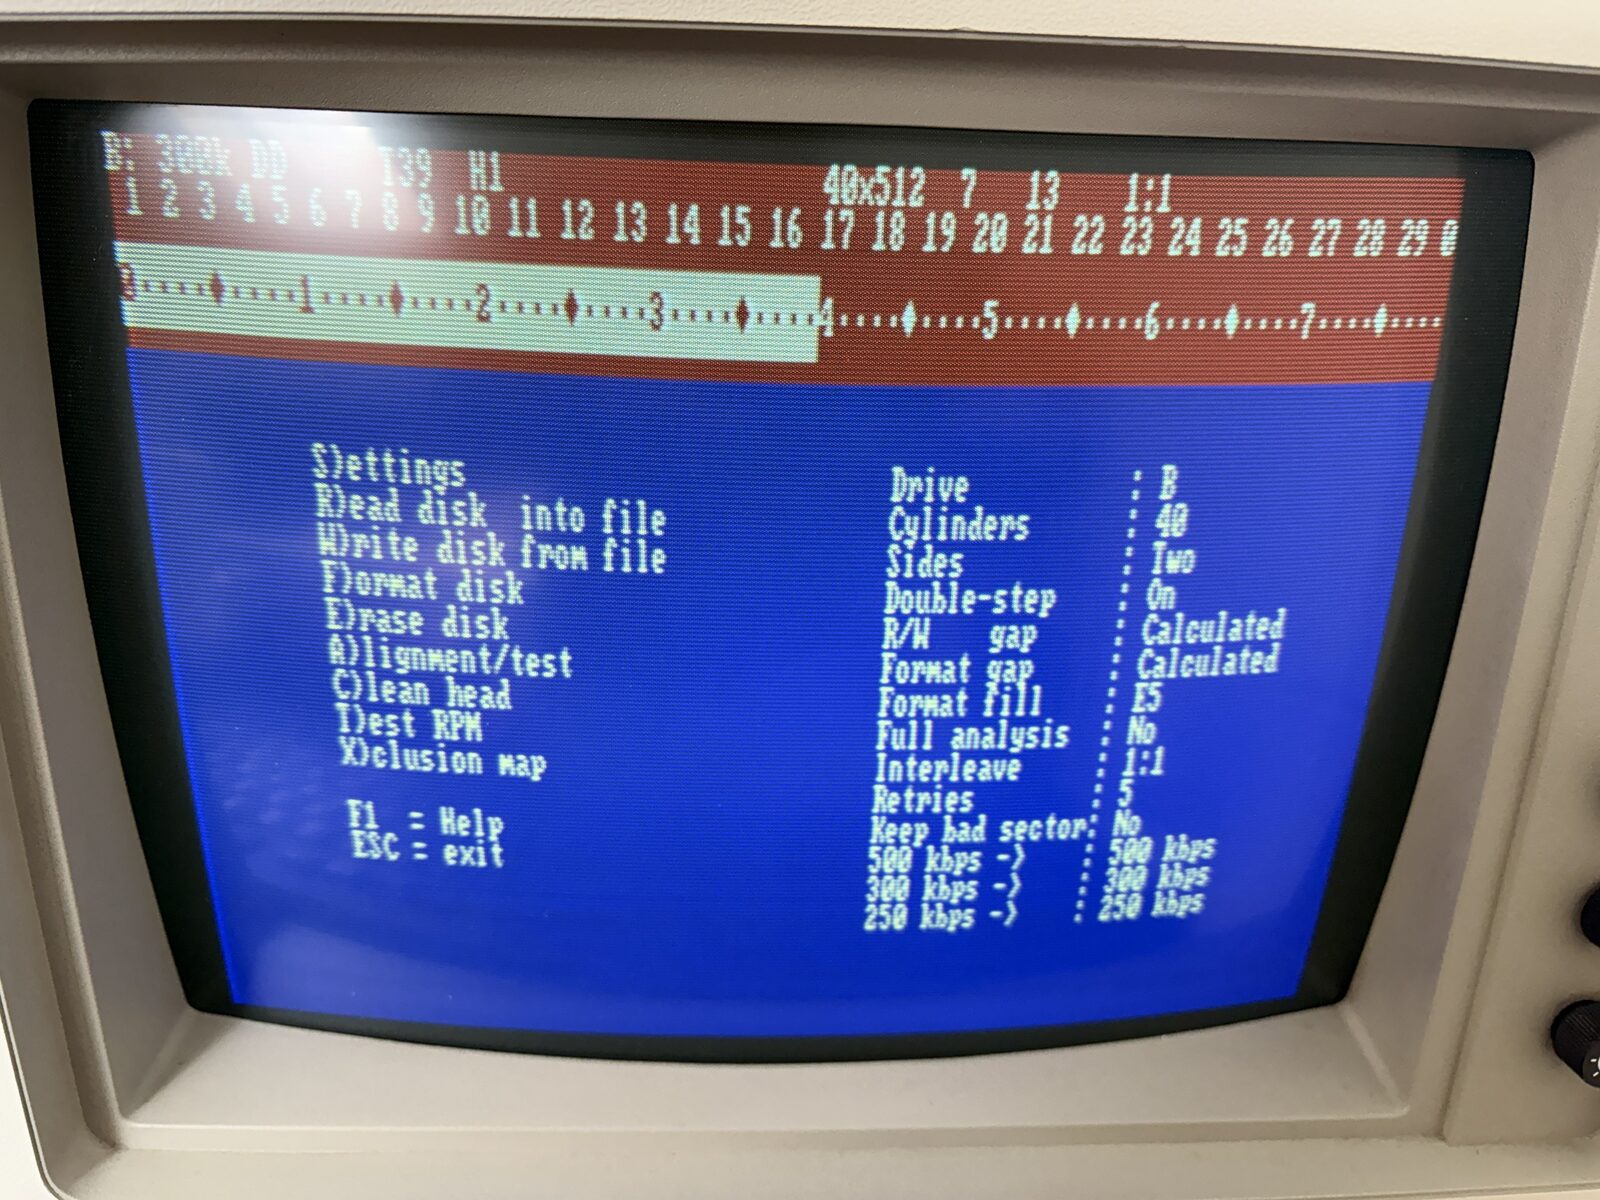 B: 300k DD T39 H1 40x512 7 13 1:1
1 2 3 4 5 6 7 8 9 10 11 12 13 14 15 16 17 18 19 20 21 22 23 24 25 26 27 28 29 0
0....♦....1....♦....2....♦....3....♦....4....♦....5....♦....6....♦....7....♦....
S)ettings
R)ead disk into file
W)rite disk from file
F)ormat disk
E)rase disk
A)lignment/test
C)lean head
T)est RPM
X)clusion map
F1 = Help
ESC = exit
Drive : B
Cylinders : 40
Sides : Two
Double-step : On
R/W gap : Calculated
Format gap : Calculated
Format fill : E5
Full analysis : No
Interleave : 1:1
Retries : 5
Keep bad sector: No
500 kbps -> : 500 kbps
300 kbps -> : 300 kbps
250 kbps -> : 250 kbps